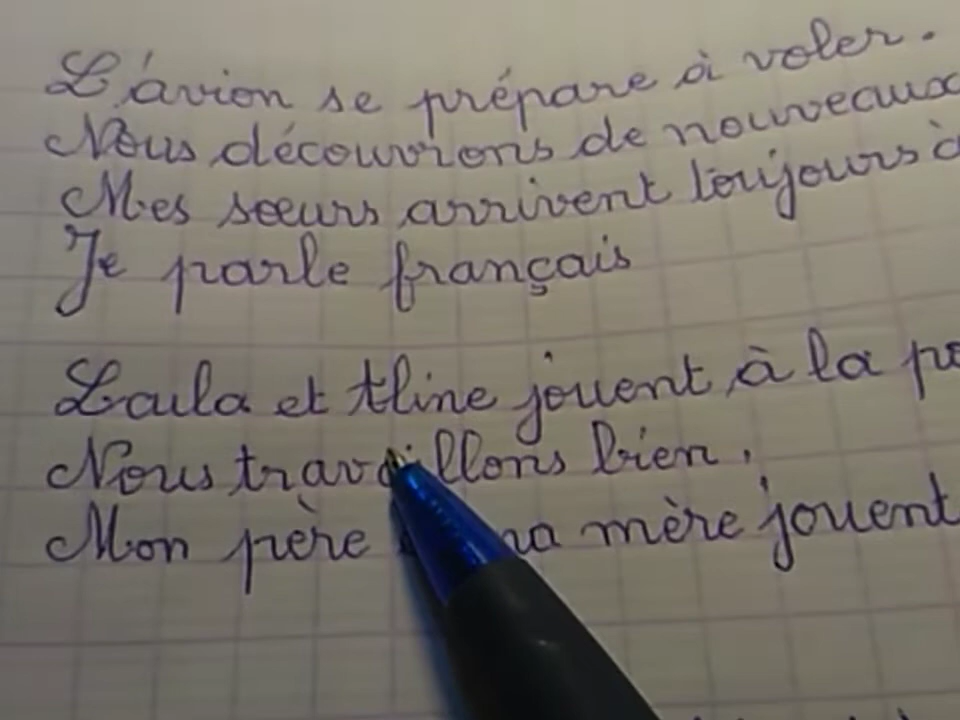 L'avion se prépare à voler.
Nous découvrons de nouveaux
Mes sœurs arrivent toujours à
Je parle français
Laula et Aline jouent à la
Nous travaillons bien.
Mon père ma mère jouent